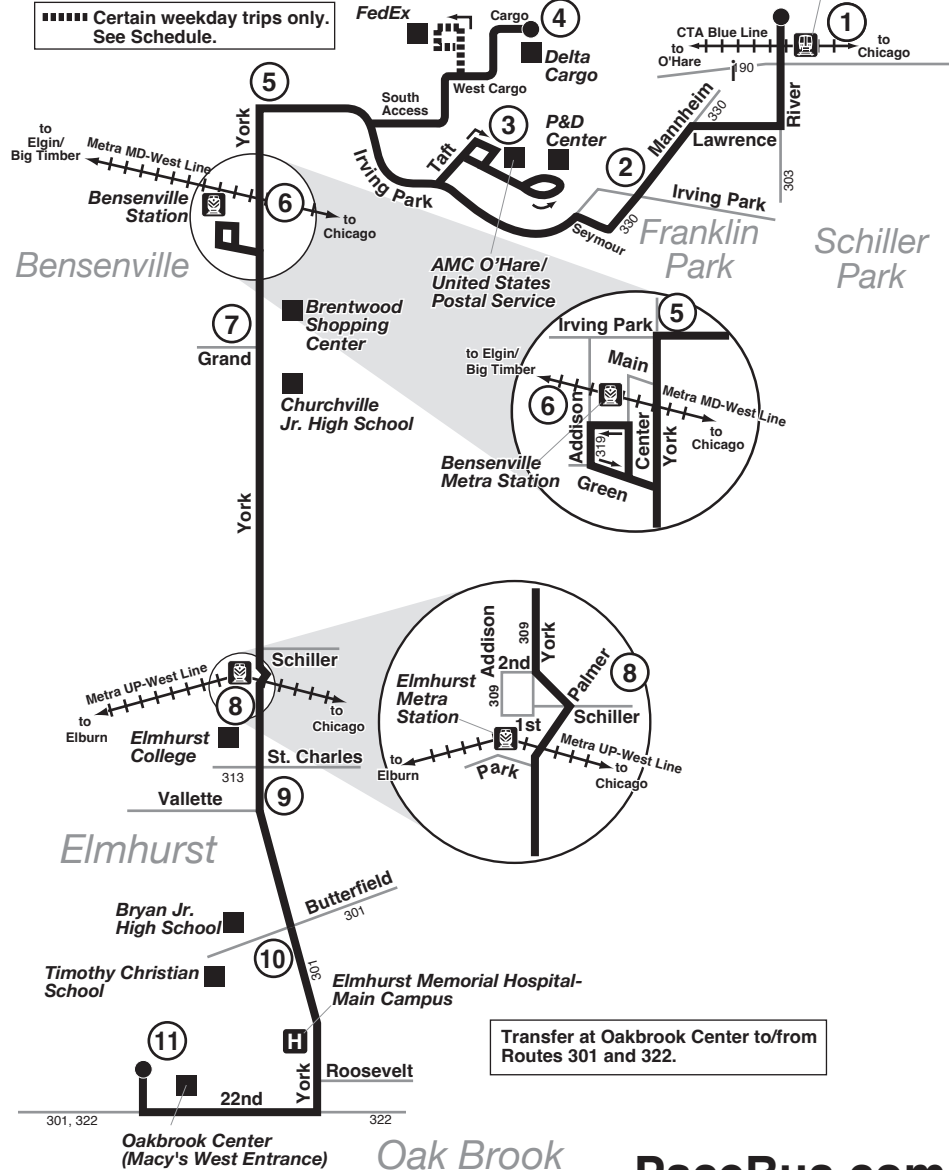 Certain weekday trips only.
See Schedule.
FedEx
Cargo
4
Delta
Cargo
West Cargo
South
Access
CTA Blue Line
1
to
O'Hare
to
Chicago
190
River
Lawrence
303
Mannheim
330
2
Irving Park
330
Seymour
Franklin
Park
Schiller
Park
5
York
Irving Park
Taft
3
P&D
Center
AMC O'Hare/
United States
Postal Service
to
Elgin/
Big Timber
Metra MD-West Line
Bensenville
Station
6
to
Chicago
Bensenville
7
Grand
Brentwood
Shopping
Center
Churchville
Jr. High School
York
5
Irving Park
to Elgin/
Big Timber
Main
6
Addison
319
Center
York
Metra MD-West Line
to
Chicago
Bensenville
Metra Station
Green
Schiller
Metra UP-West Line
to
Elburn
8
to
Chicago
Elmhurst
College
St. Charles
313
Vallette
9
Elmhurst
Addison
309
York
2nd
309
Palmer
8
Elmhurst
Metra
Station
Schiller
1st
to
Elburn
Park
Metra UP-West Line
to
Chicago
Butterfield
301
Bryan Jr.
High School
10
301
Timothy Christian
School
Elmhurst Memorial Hospital-
Main Campus
H
11
York
Roosevelt
22nd
301, 322
322
Oakbrook Center
(Macy's West Entrance)
Oak Brook
Transfer at Oakbrook Center to/from
Routes 301 and 322.
PaceBus.com